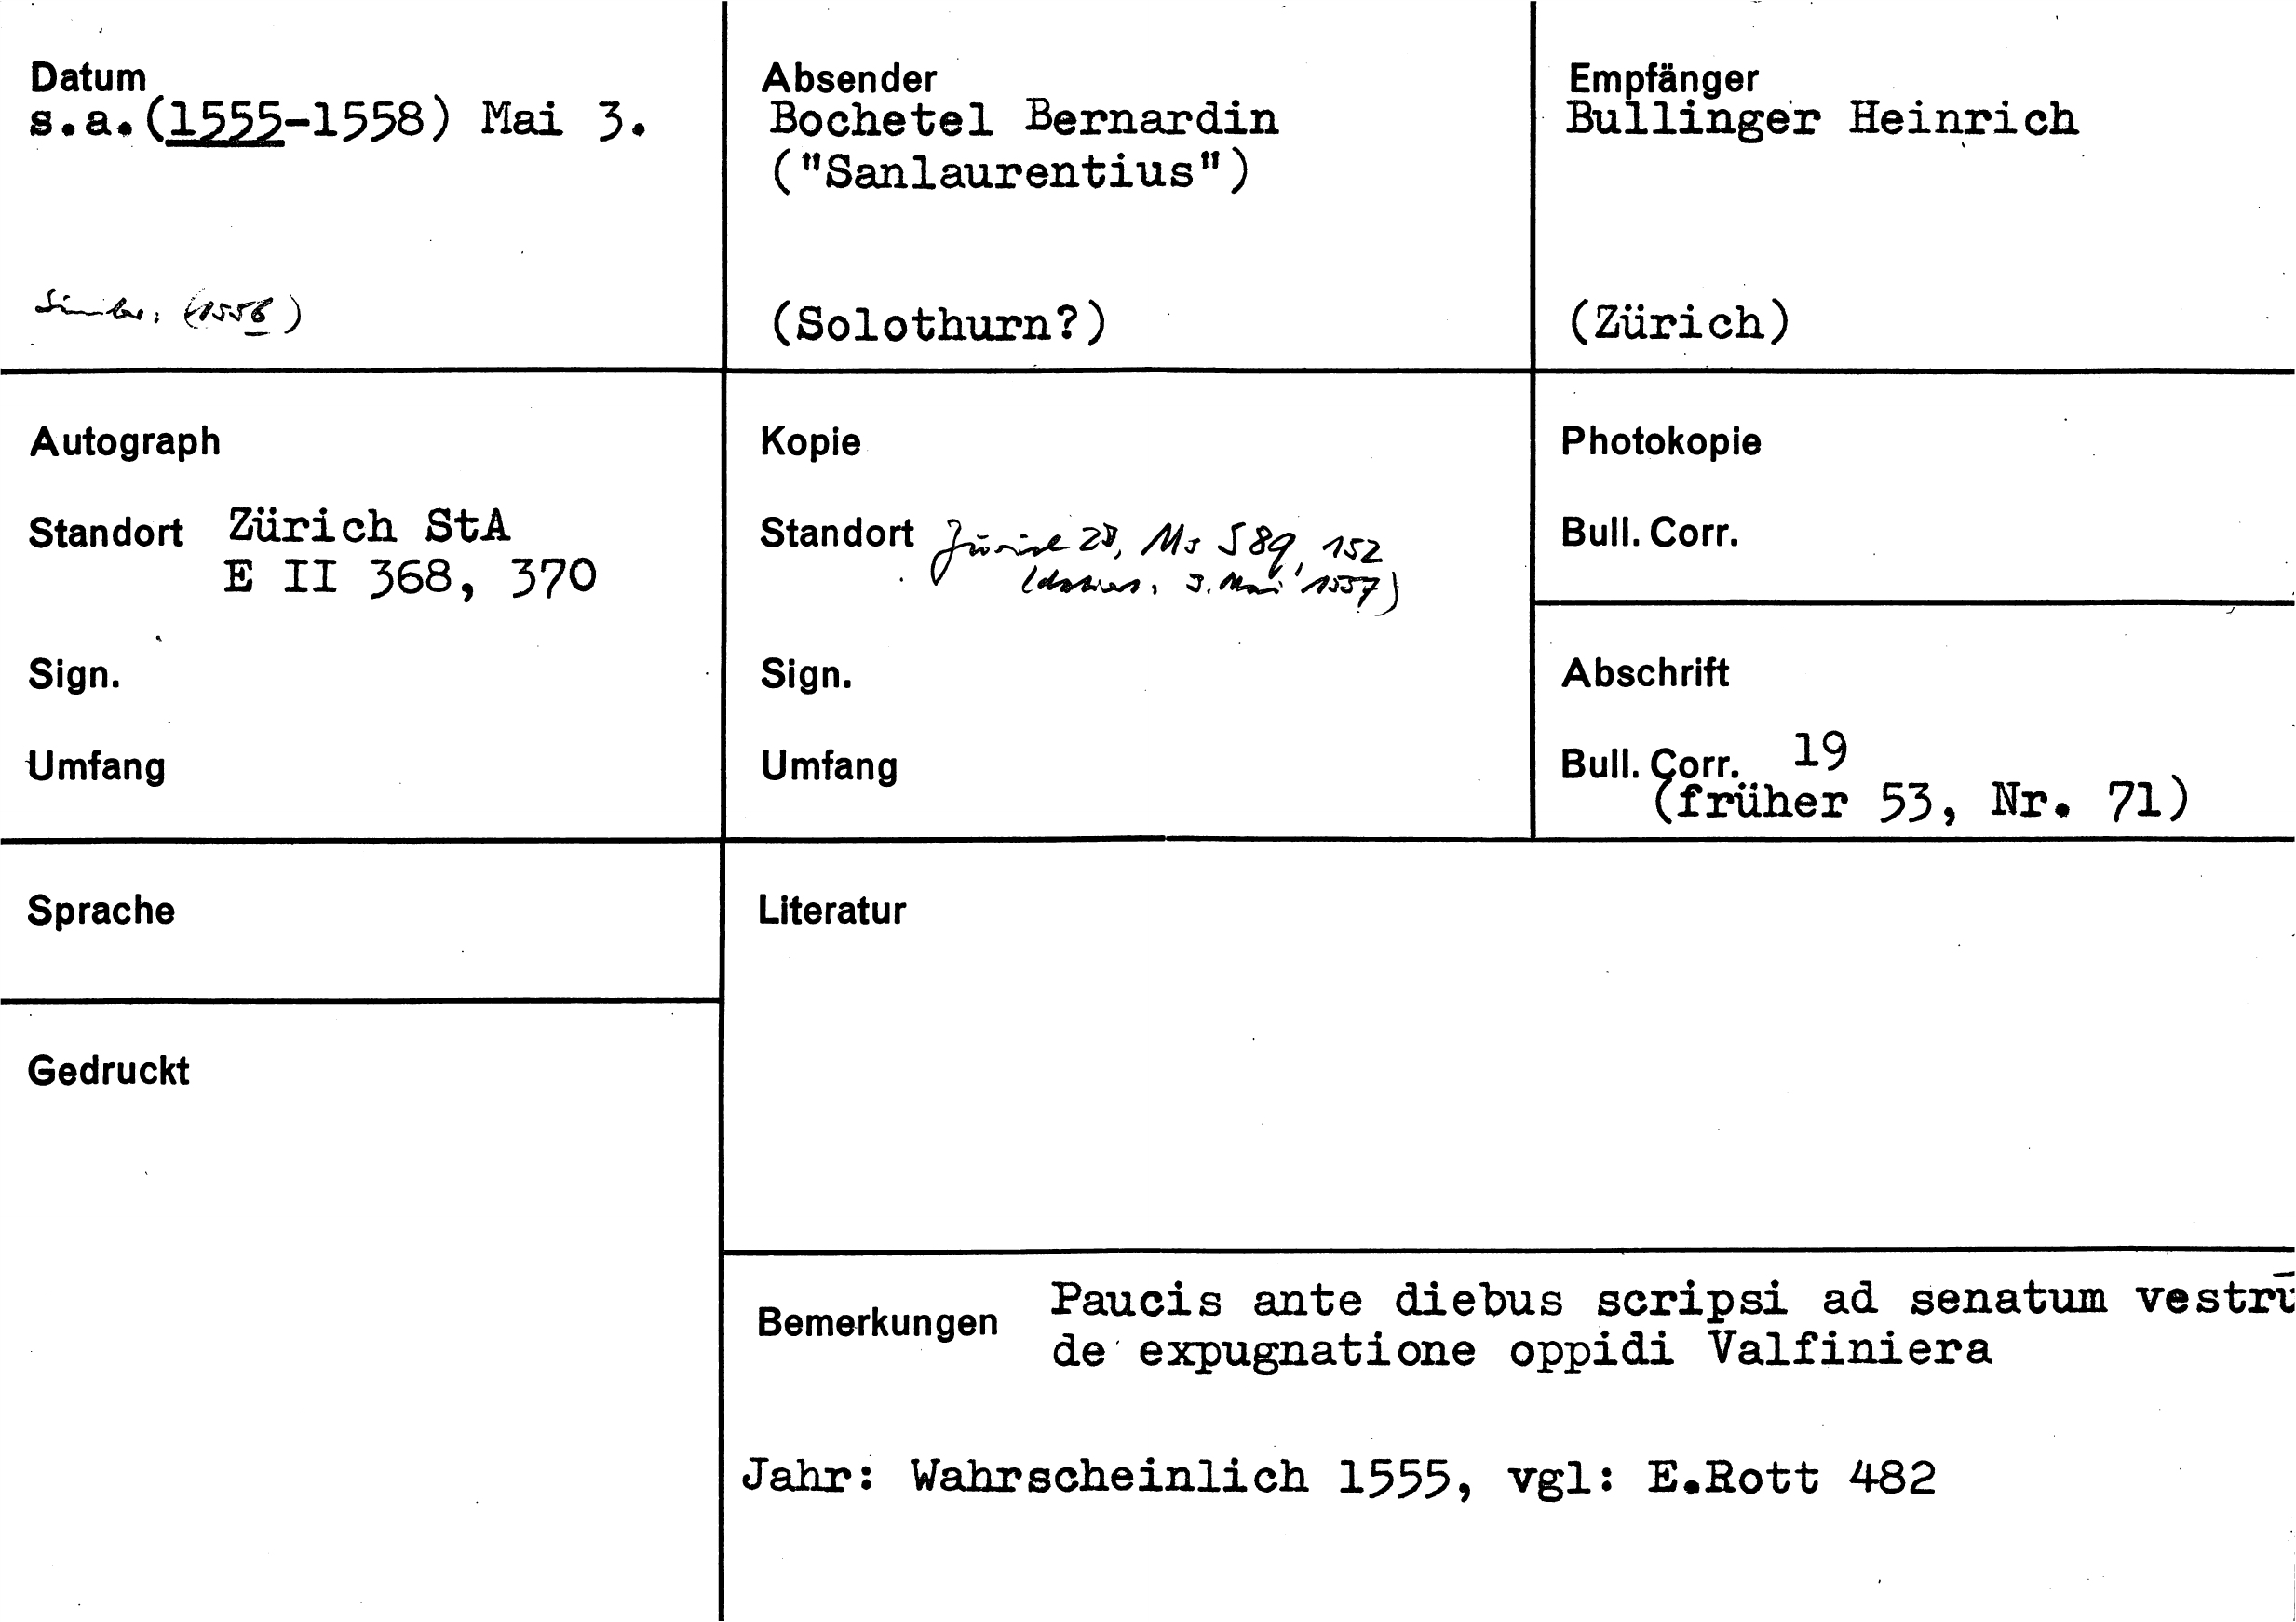 Datum
s.a.(1555-1558) Mai 3.
(1556)
Absender
Bochetel Bernardin
("Sanlaurentius")
(Solothurn?)
Empfänger
Bullinger Heinrich
(Zürich)
Autograph
Standort Zürich StA
E II 368, 370
Sign.
Umfang
Kopie
Standort Zürich ZB, Ms S 89, 152
3. Mai 1557)
Sign.
Umfang
Photokopie
Bull. Corr.
Abschrift
Bull. Corr. 19
(früher 53, Nr. 71)
Sprache
Literatur
Gedruckt
Bemerkungen Paucis ante diebus scripsi ad senatum vestrū
de expugnatione oppidi Valfiniera
Jahr: Wahrscheinlich 1555, vgl: E.Rott 482